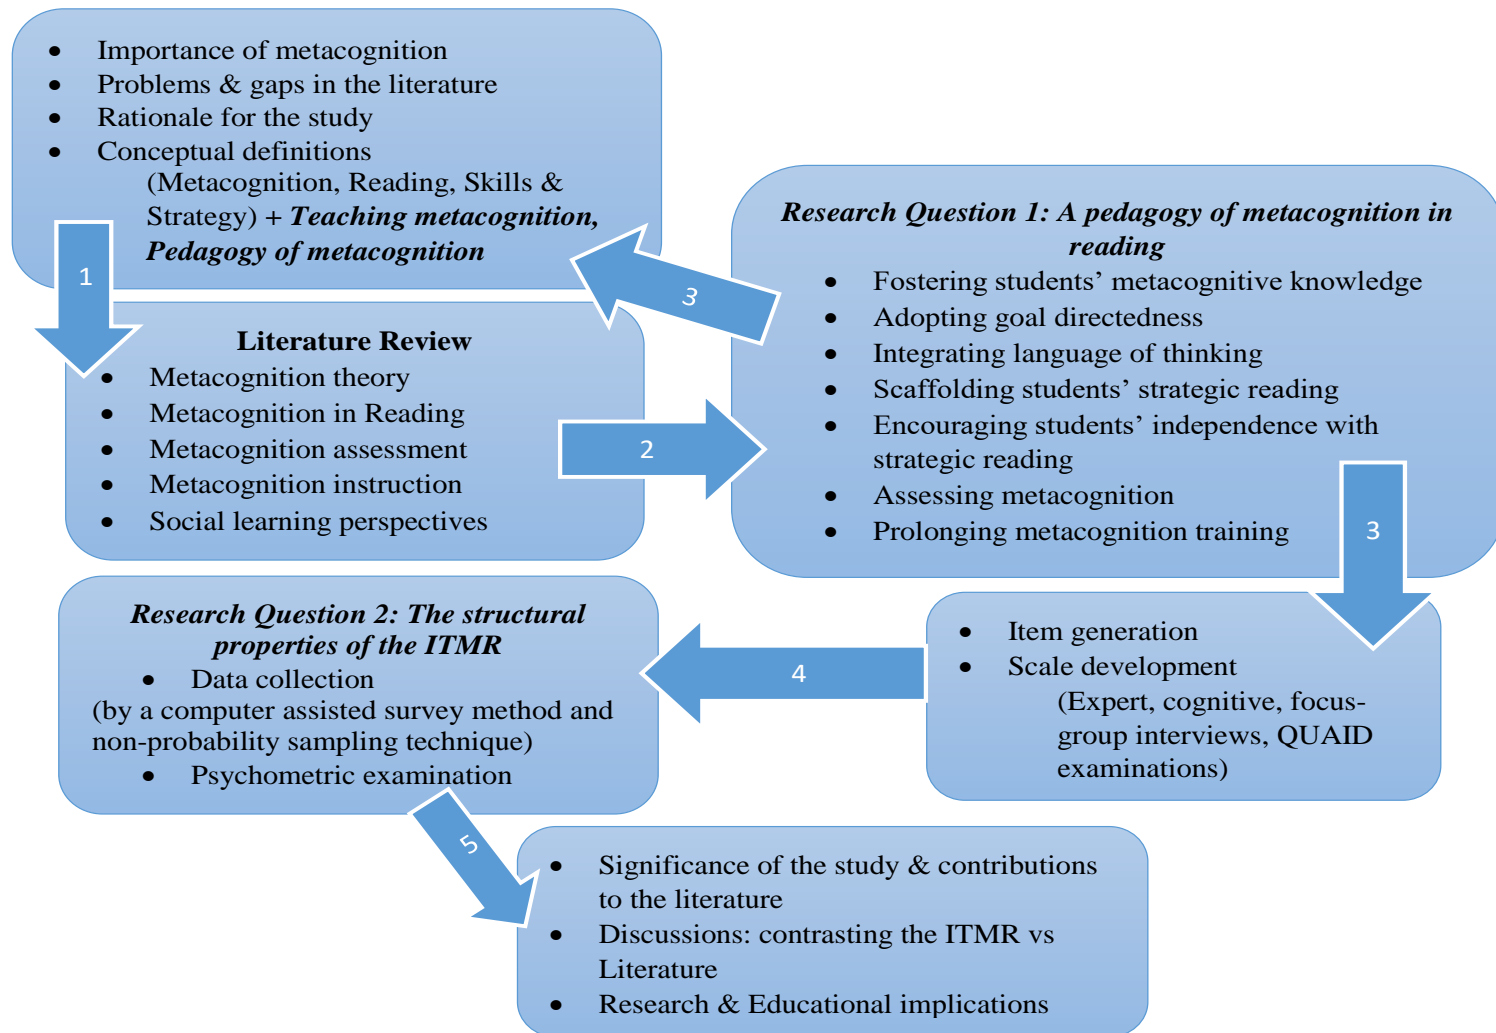 • Importance of metacognition
• Problems & gaps in the literature
• Rationale for the study
• Conceptual definitions
(Metacognition, Reading, Skills &
Strategy) + Teaching metacognition,
Pedagogy of metacognition
1
Literature Review
• Metacognition theory
• Metacognition in Reading
• Metacognition assessment
• Metacognition instruction
• Social learning perspectives
2
Research Question 1: A pedagogy of metacognition in
reading
• Fostering students’ metacognitive knowledge
• Adopting goal directedness
• Integrating language of thinking
• Scaffolding students’ strategic reading
• Encouraging students’ independence with
strategic reading
• Assessing metacognition
• Prolonging metacognition training
3
3
• Item generation
• Scale development
(Expert, cognitive, focus-
group interviews, QUAID
examinations)
4
Research Question 2: The structural
properties of the ITMR
• Data collection
(by a computer assisted survey method and
non-probability sampling technique)
• Psychometric examination
5
• Significance of the study & contributions
to the literature
• Discussions: contrasting the ITMR vs
Literature
• Research & Educational implications